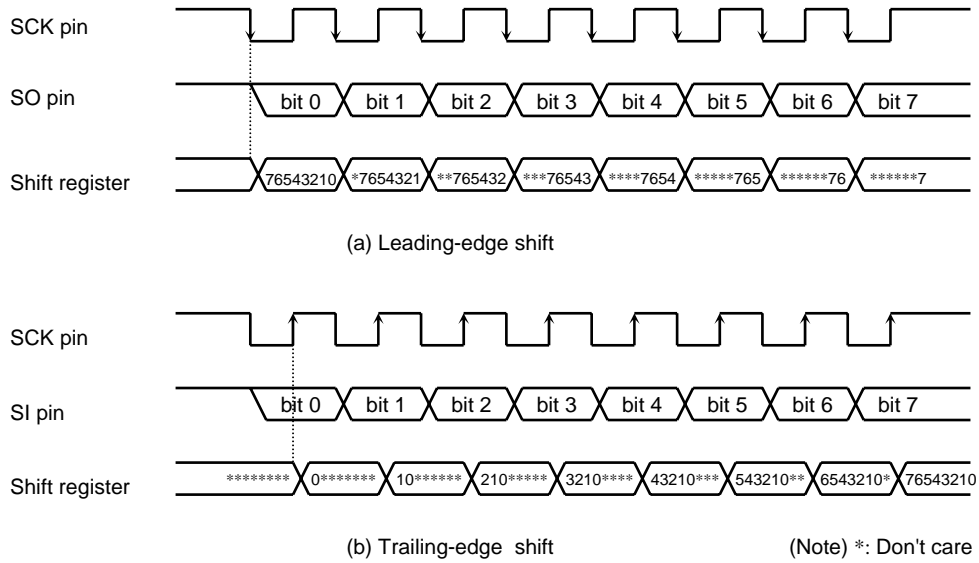 SCK pin
SO pin
bit 0 bit 1 bit 2 bit 3 bit 4 bit 5 bit 6 bit 7
Shift register
76543210 *7654321 **765432 ***76543 ****7654 *****765 ******76 ******7
(a) Leading-edge shift
SCK pin
SI pin
bit 0 bit 1 bit 2 bit 3 bit 4 bit 5 bit 6 bit 7
Shift register
******** 0******* 10****** 210***** 3210**** 43210*** 543210** 6543210* 76543210
(b) Trailing-edge shift
(Note) *: Don't care